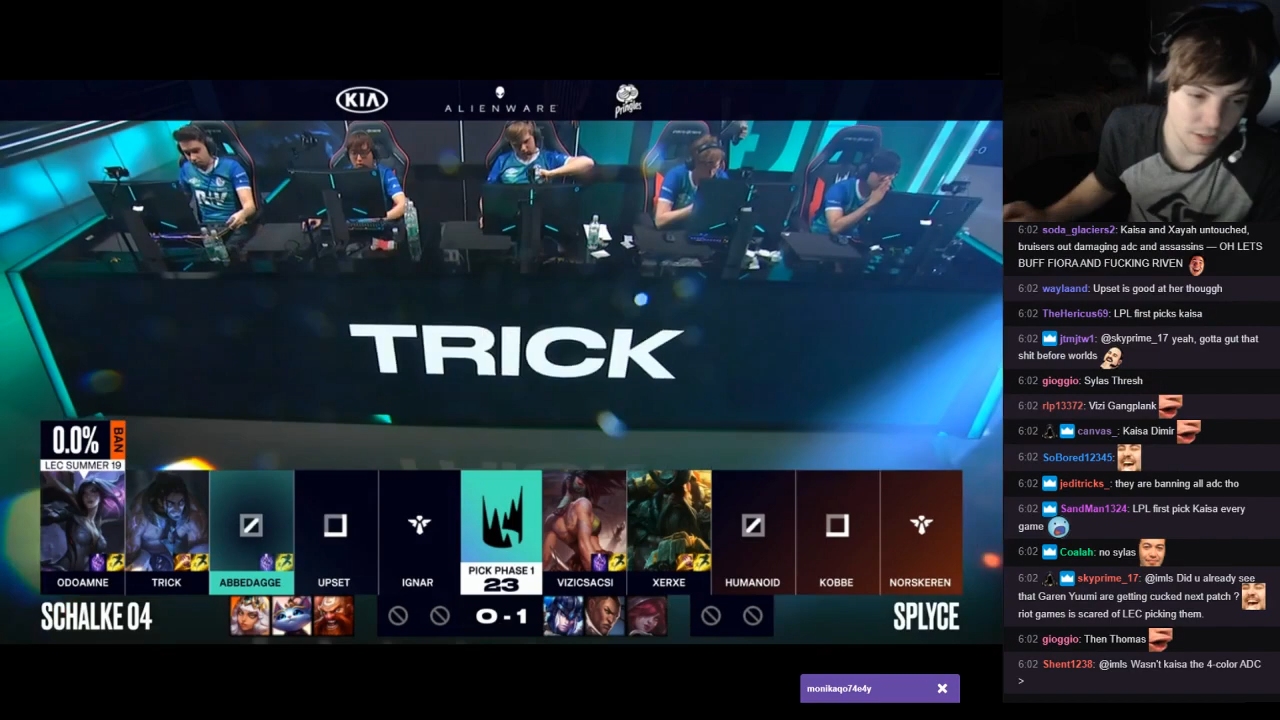 KIA
ALIENWARE
Pringles
TRICK
0.0%
BAN
LEC SUMMER 19
ODOAMNE
TRICK
ABBEDAGGE
UPSET
IGNAR
PICK PHASE 1
23
VIZICSACSI
XERXE
HUMANOID
KOBBE
NORSKEREN
SCHALKE 04
0 - 1
SPLYCE
monikaqo74e4y
6:02 soda_glaciers2: Kaisa and Xayah untouched,
bruisers out damaging adc and assassins — OH LETS
BUFF FIORA AND FUCKING RIVEN
6:02 waylaand: Upset is good at her thouggh
6:02 TheHericus69: LPL first picks kaisa
6:02 jtmjtw1: @skyprime_17 yeah, gotta gut that
shit before worlds
6:02 gioggio: Sylas Thresh
6:02 rlp13372: Vizi Gangplank
6:02 canvas_: Kaisa Dimir
6:02 SoBored12345:
6:02 jeditricks_: they are banning all adc tho
6:02 SandMan1324: LPL first pick Kaisa every
game
6:02 Coalah: no sylas
6:02 skyprime_17: @imls Did u already see
that Garen Yuumi are getting cucked next patch ?
riot games is scared of LEC picking them.
6:02 gioggio: Then Thomas
6:02 Shent1238: @imls Wasn't kaisa the 4-color ADC
>